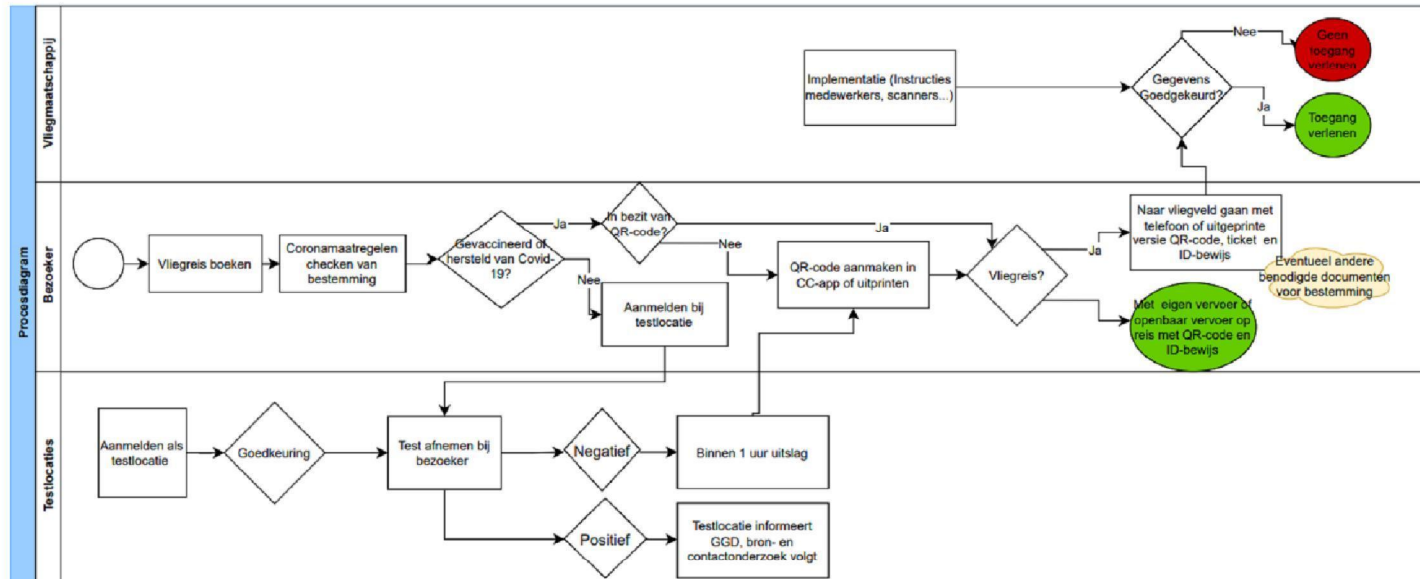 Procesdiagram
Vliegmaatschappij
Implementatie (Instructies
medewerkers, scanners...)
Gegevens
Goedgekeurd?
Nee
Geen
toegang
verlenen
Ja
Toegang
verlenen
Bezoeker
Vliegreis boeken
Coronamaatregelen
checken van
bestemming
Gevaccineerd of
hersteld van Covid-
19?
Ja
In bezit van
QR-code?
Ja
Nee
Nee
Aanmelden bij
testlocatie
QR-code aanmaken in
CC-app of uitprinten
Vliegreis?
Ja
Naar vliegveld gaan met
telefoon of uitgeprinte
versie QR-code, ticket en
ID-bewijs
Eventueel andere
benodigde documenten
voor bestemming
Met eigen vervoer of
openbaar vervoer op
reis met QR-code en
ID-bewijs
Testlocaties
Aanmelden als
testlocatie
Goedkeuring
Test afnemen bij
bezoeker
Negatief
Binnen 1 uur uitslag
Positief
Testlocatie informeert
GGD, bron- en
contactonderzoek volgt